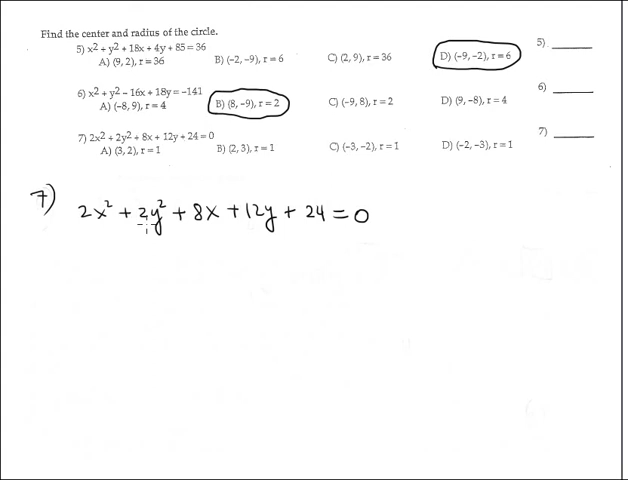 Find the center and radius of the circle.
5) x2 + y2 + 18x + 4y + 85 = 36
A) (9, 2), r = 36 B) (-2, -9), r = 6 C) (2, 9), r = 36 D) (-9, -2), r = 6 5) ______
6) x2 + y2 - 16x + 18y = -141
A) (-8, 9), r = 4 B) (8, -9), r = 2 C) (-9, 8), r = 2 D) (9, -8), r = 4 6) ______
7) 2x2 + 2y2 + 8x + 12y + 24 = 0
A) (3, 2), r = 1 B) (2, 3), r = 1 C) (-3, -2), r = 1 D) (-2, -3), r = 1 7) ______
7) 2x² + 2y² + 8x + 12y + 24 = 0